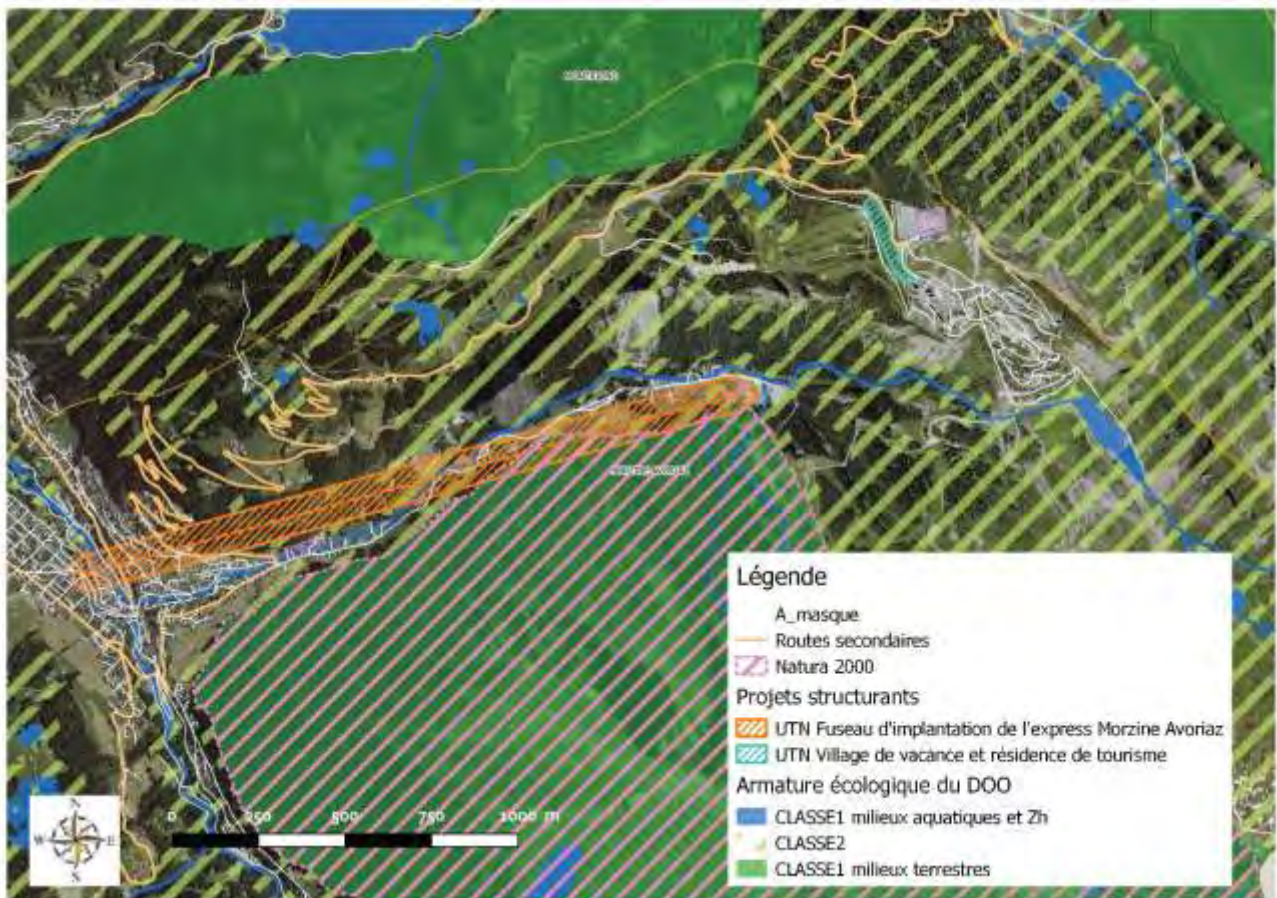 MONTRIOND
Légende
A_masque
Routes secondaires
Natura 2000
Projets structurants
UTN Fuseau d'implantation de l'express Morzine Avoriaz
UTN Village de vacance et résidence de tourisme
Armature écologique du DOO
CLASSE1 milieux aquatiques et Zh
CLASSE2
CLASSE1 milieux terrestres
0 250 500 750 1000 m
N
W E
S